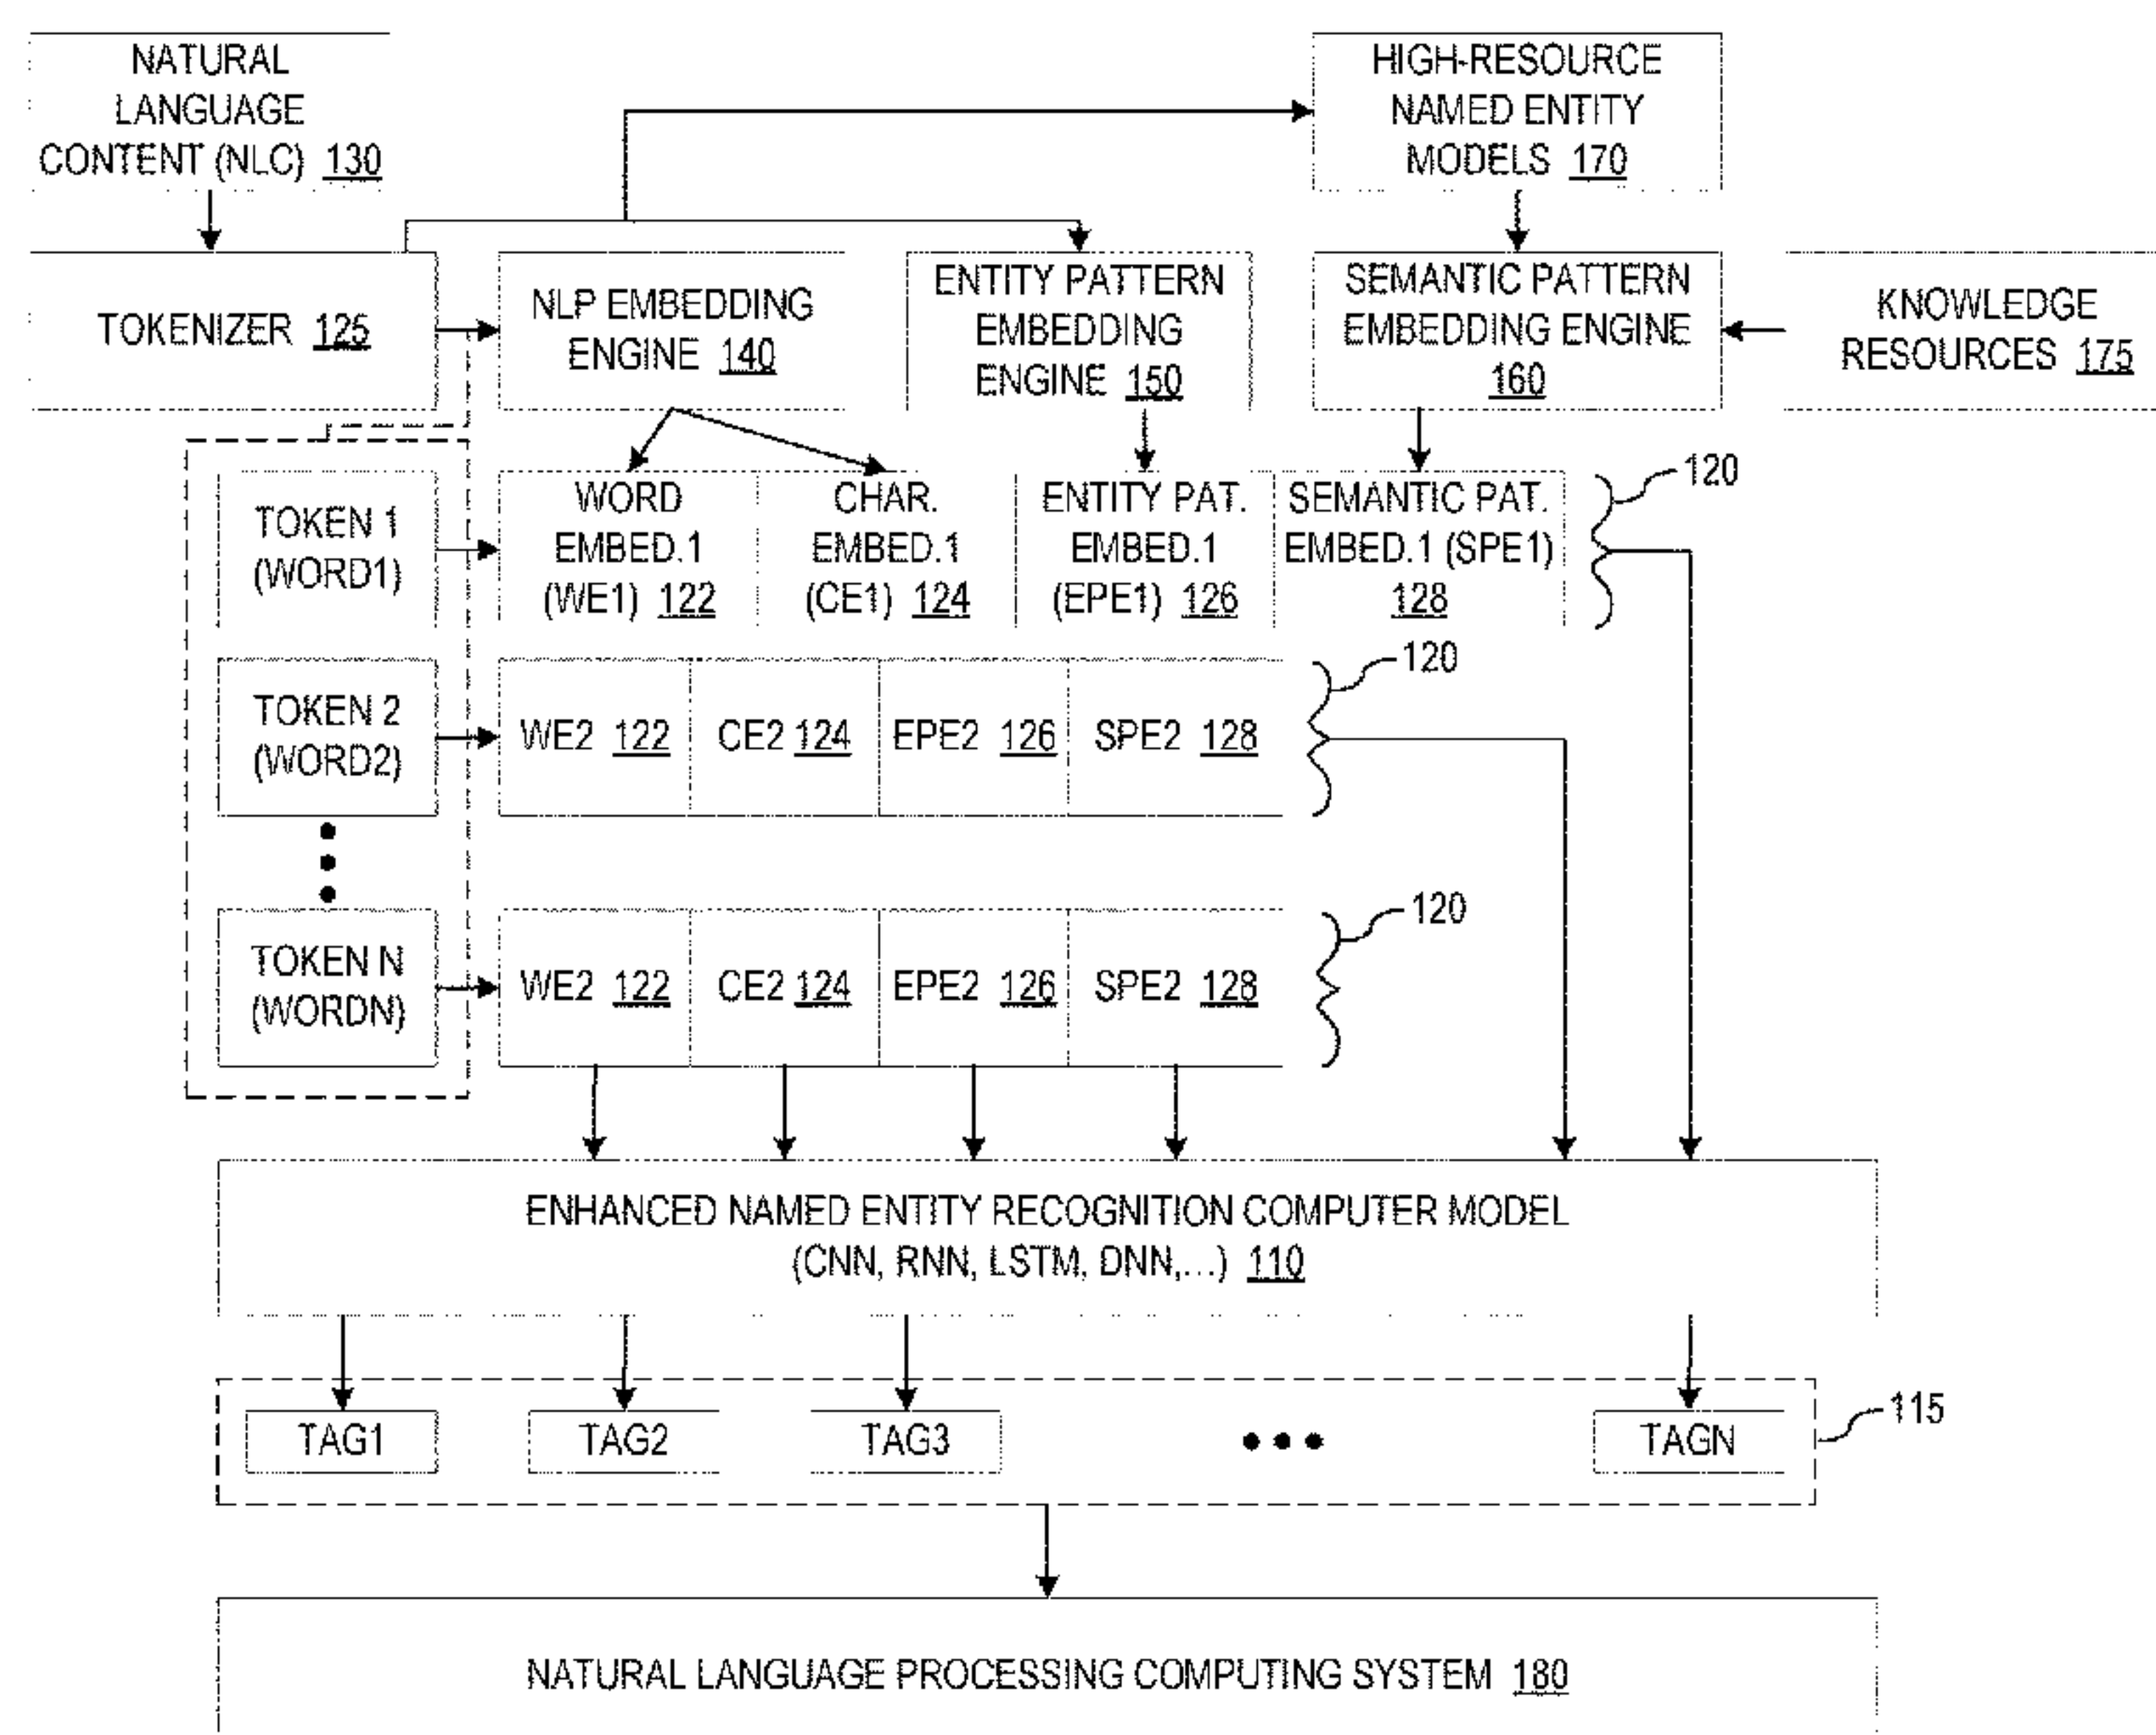 NATURAL
LANGUAGE
CONTENT (NLC) 130
HIGH-RESOURCE
NAMED ENTITY
MODELS 170
TOKENIZER 125
NLP EMBEDDING
ENGINE 140
ENTITY PATTERN
EMBEDDING
ENGINE 150
SEMANTIC PATTERN
EMBEDDING ENGINE
160
KNOWLEDGE
RESOURCES 175
TOKEN 1
(WORD1)
WORD
EMBED.1
(WE1) 122
CHAR.
EMBED.1
(CE1) 124
ENTITY PAT.
EMBED.1
(EPE1) 126
SEMANTIC PAT.
EMBED.1 (SPE1)
128
120
TOKEN 2
(WORD2)
WE2 122
CE2 124
EPE2 126
SPE2 128
120
TOKEN N
(WORDN)
WE2 122
CE2 124
EPE2 126
SPE2 128
120
ENHANCED NAMED ENTITY RECOGNITION COMPUTER MODEL
(CNN, RNN, LSTM, DNN,...) 110
TAG1
TAG2
TAG3
TAGN
115
NATURAL LANGUAGE PROCESSING COMPUTING SYSTEM 180